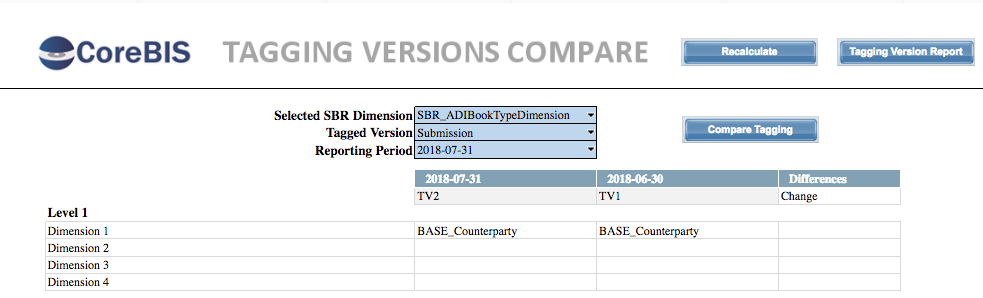 CoreBIS TAGGING VERSIONS COMPARE Recalculate Tagging Version Report
Selected SBR Dimension SBR_ADIBookTypeDimension
Tagged Version Submission Compare Tagging
Reporting Period 2018-07-31
2018-07-31 2018-06-30 Differences
TV2 TV1 Change
Level 1
Dimension 1 BASE_Counterparty BASE_Counterparty
Dimension 2
Dimension 3
Dimension 4